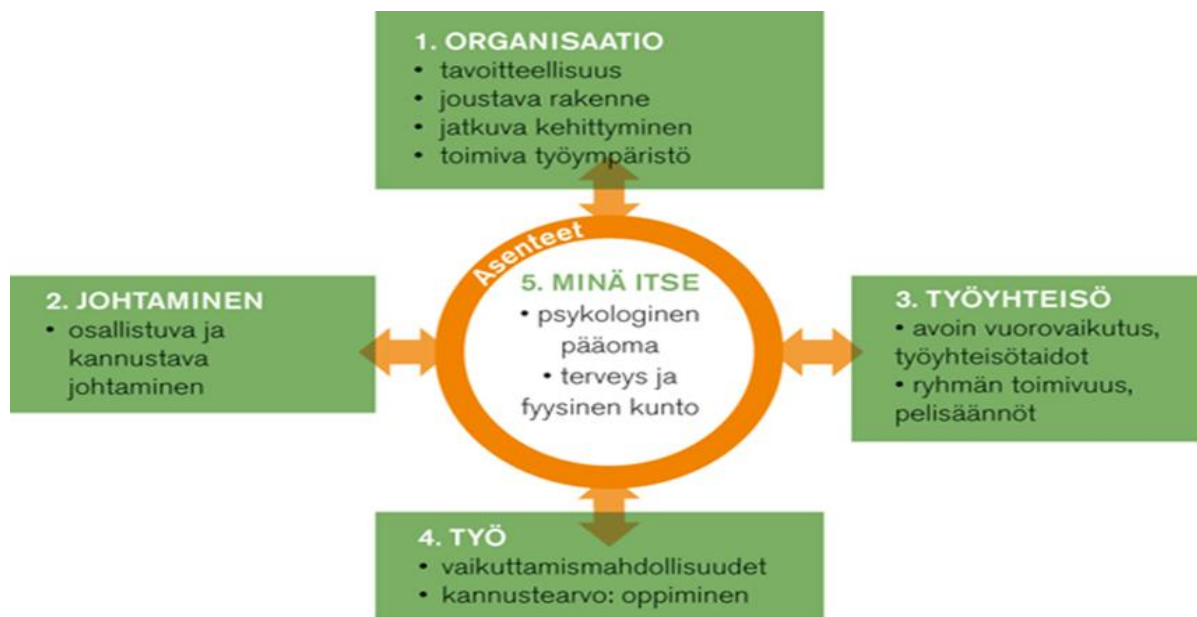 1. ORGANISAATIO
• tavoitteellisuus
• joustava rakenne
• jatkuva kehittyminen
• toimiva työympäristö
Asenteet
2. JOHTAMINEN
• osallistuva ja
kannustava
johtaminen
5. MINÄ ITSE
• psykologinen
pääoma
• terveys ja
fyysinen kunto
3. TYÖYHTEISÖ
• avoin vuorovaikutus,
työyhteisötaidot
• ryhmän toimivuus,
pelisäännöt
4. TYÖ
• vaikuttamismahdollisuudet
• kannustearvo: oppiminen